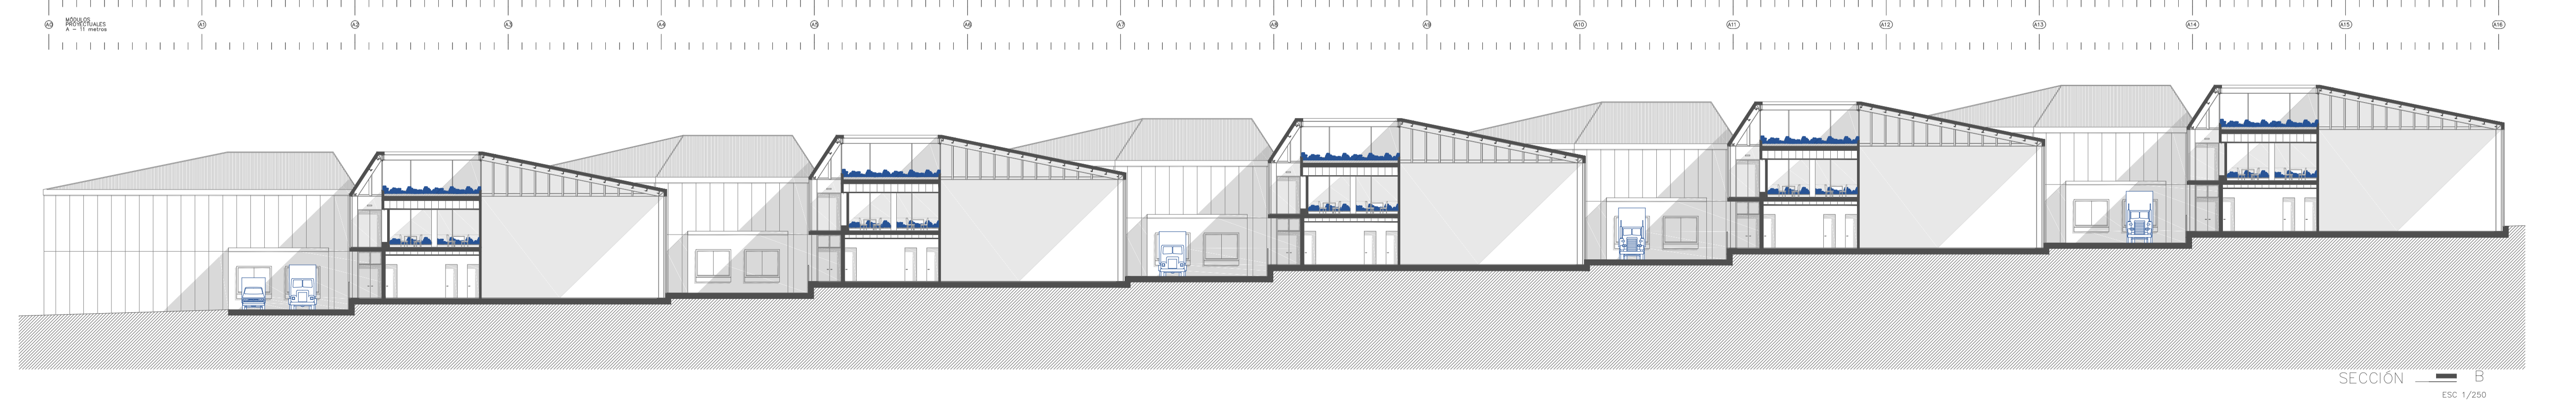 A0
MÓDULOS
PROYECTUALES
A - 11 metros
A1
A2
A3
A4
A5
A6
A7
A8
A9
A10
A11
A12
A13
A14
A15
A16
SECCIÓN B
ESC 1/250